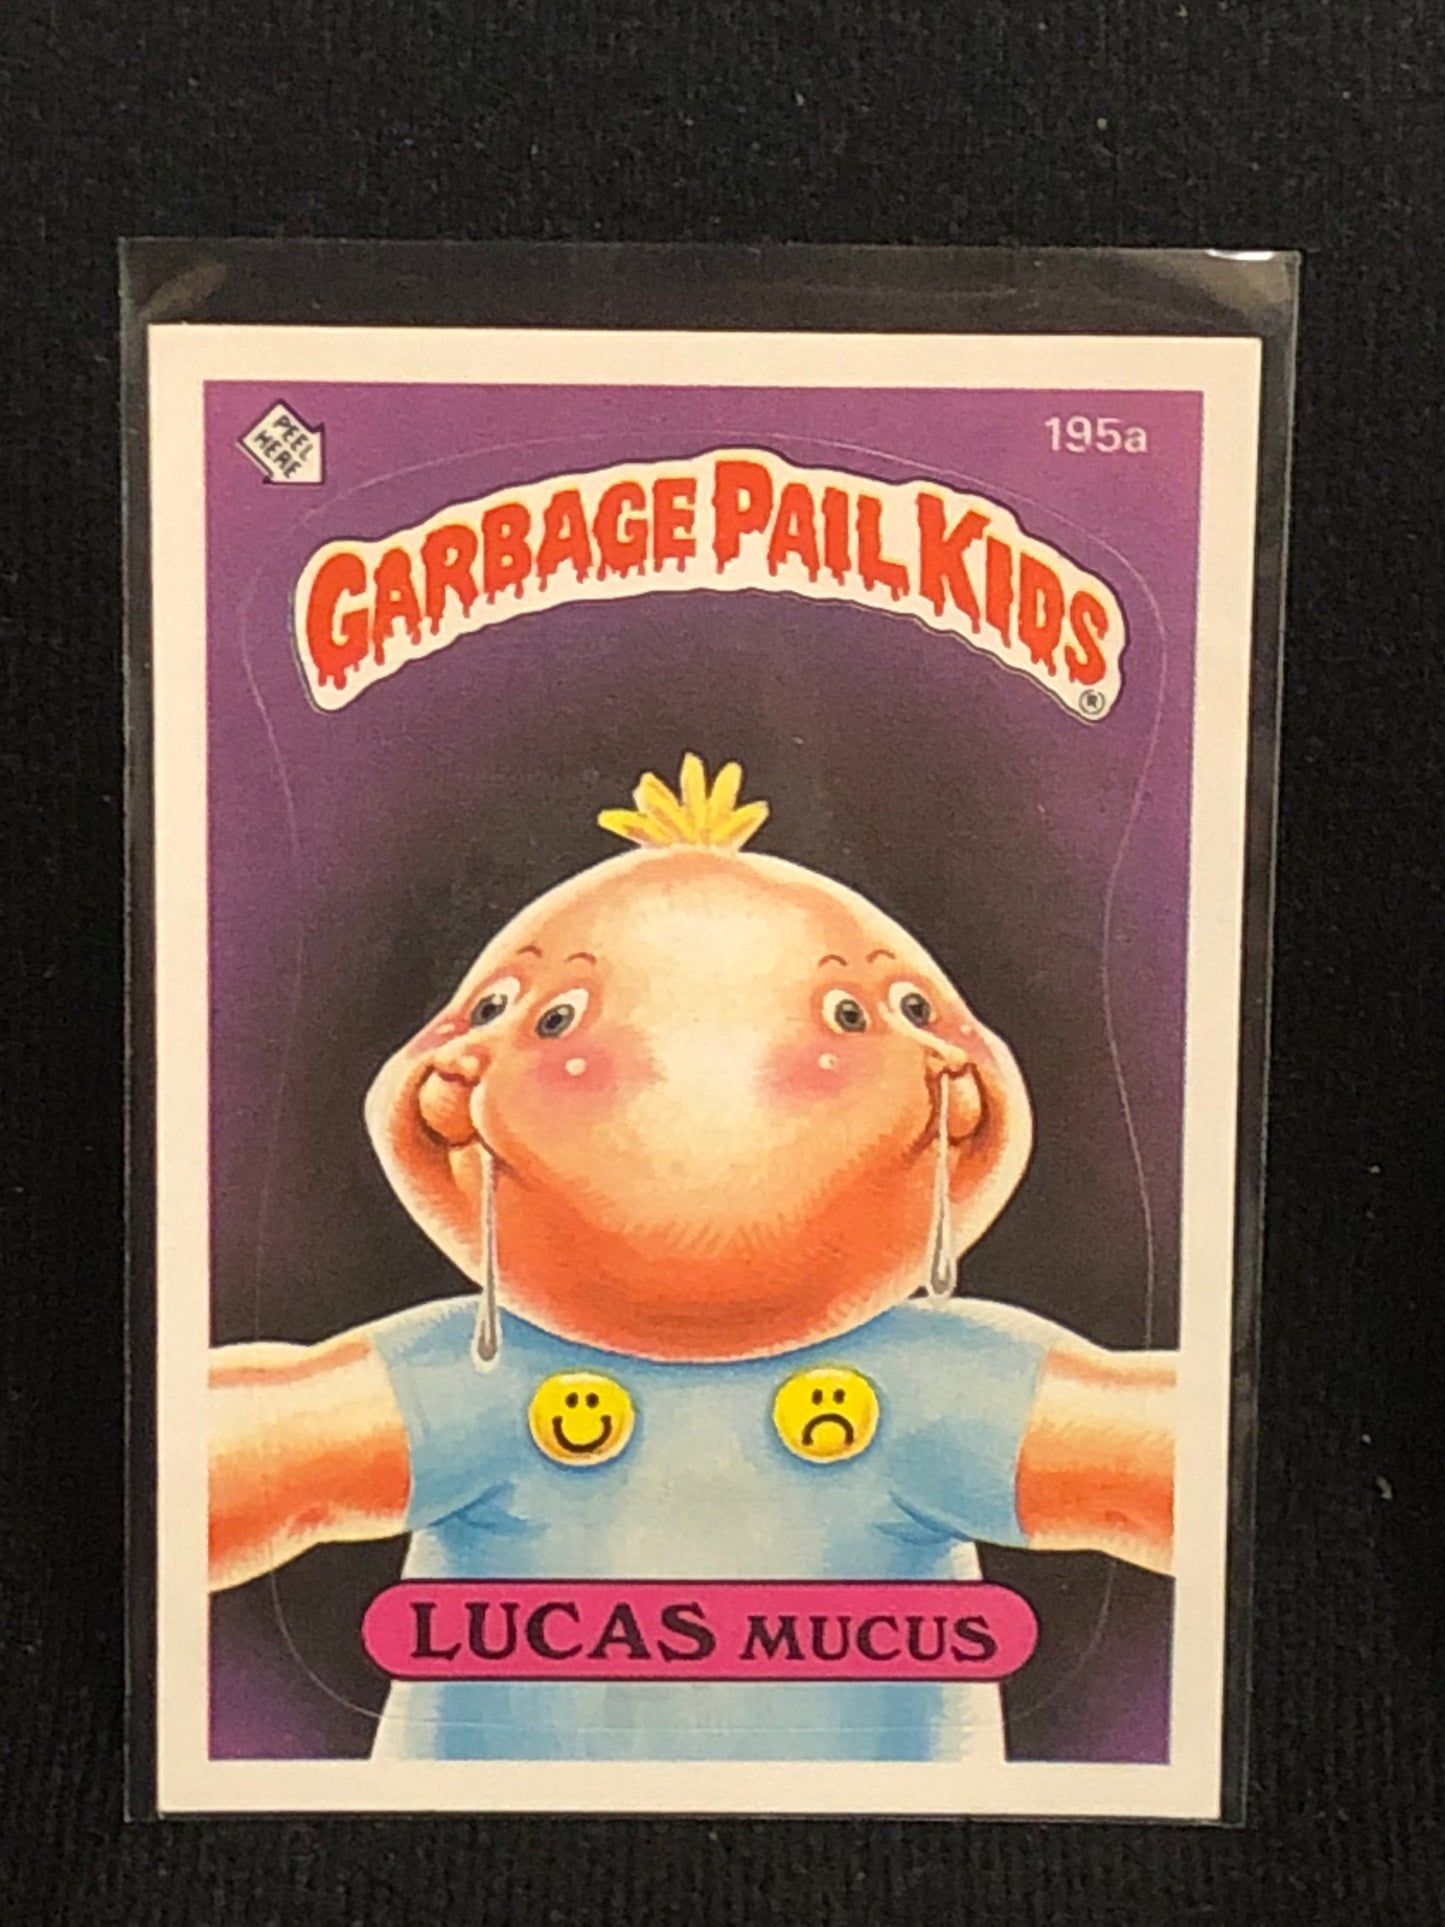 PEEL
HERE
195a
GARBAGE PAIL KIDS
®
LUCAS MUCUS